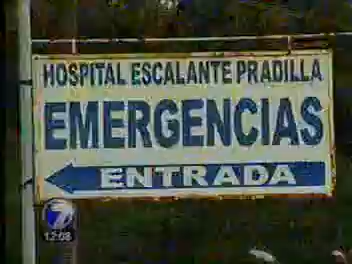 HOSPITAL ESCALANTE PRADILLA
EMERGENCIAS
ENTRADA
7
12:08